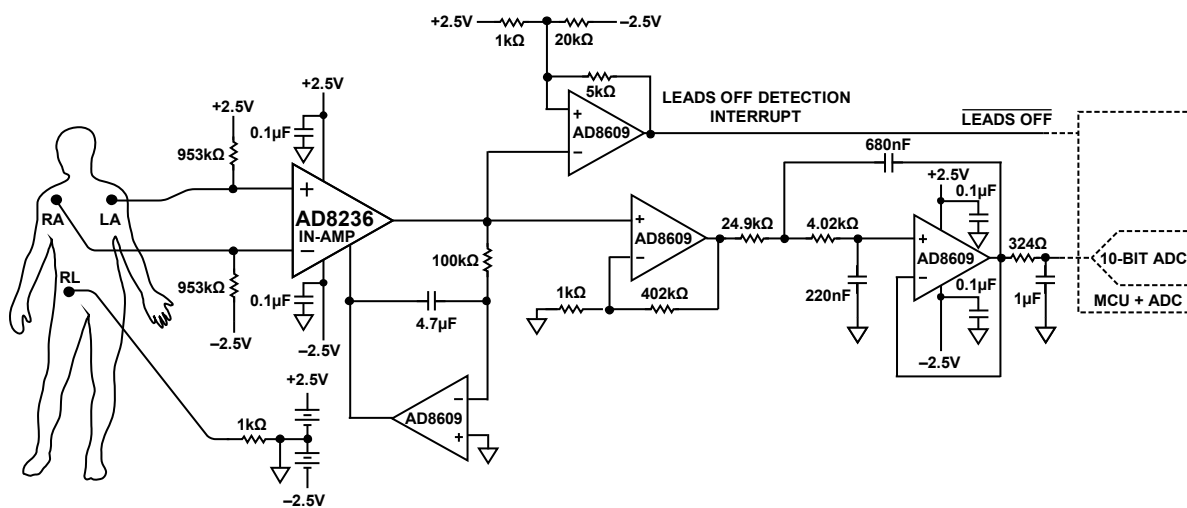 +2.5V
–2.5V
1kΩ
20kΩ
5kΩ
+
AD8609
–
LEADS OFF DETECTION
INTERRUPT
LEADS OFF
+2.5V
+2.5V
0.1µF
953kΩ
RA
LA
+
AD8236
IN-AMP
–
RL
953kΩ
0.1µF
–2.5V
–2.5V
100kΩ
4.7µF
–
AD8609
+
+2.5V
1kΩ
–2.5V
+
AD8609
–
1kΩ
402kΩ
680nF
24.9kΩ
4.02kΩ
220nF
+2.5V
0.1µF
+
AD8609
–
0.1µF
–2.5V
324Ω
1µF
10-BIT ADC
MCU + ADC